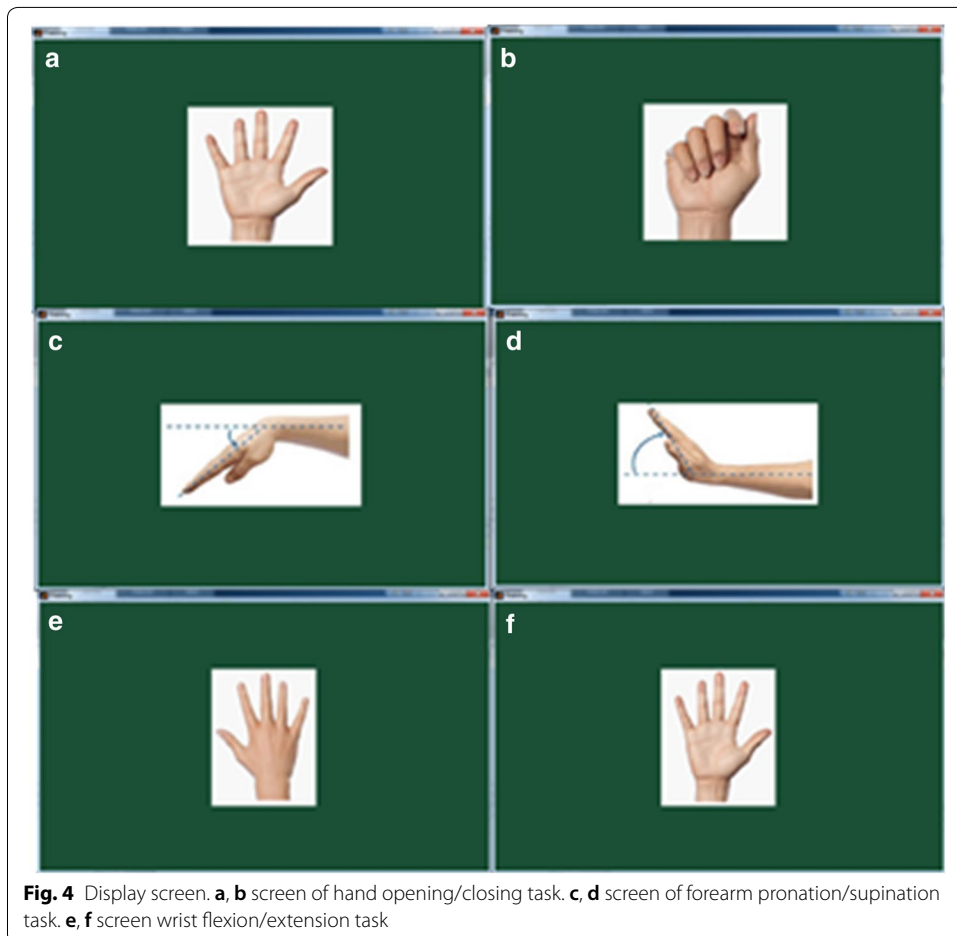 a
b
c
d
e
f
Fig. 4 Display screen. a, b screen of hand opening/closing task. c, d screen of forearm pronation/supination
task. e, f screen wrist flexion/extension task